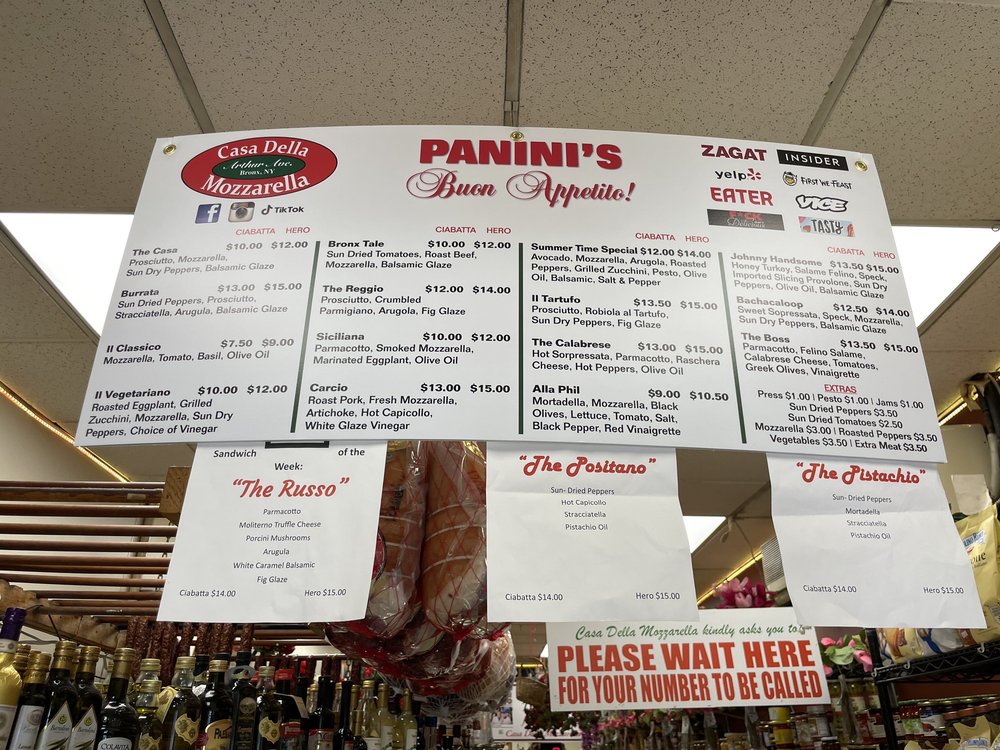 Casa Della
Arthur Ave.
Bronx, NY
Mozzarella
TikTok
PANINI'S
Buon Appetito!
ZAGAT
INSIDER
yelp
FIRST WE FEAST
EATER
VICE
F*CK
Delicious
TASTY
CIABATTA HERO
The Casa $10.00 $12.00
Prosciutto, Mozzarella,
Sun Dry Peppers, Balsamic Glaze
Burrata $13.00 $15.00
Sun Dried Peppers, Prosciutto,
Stracciatella, Arugula, Balsamic Glaze
Il Classico $7.50 $9.00
Mozzarella, Tomato, Basil, Olive Oil
Il Vegetariano $10.00 $12.00
Roasted Eggplant, Grilled
Zucchini, Mozzarella, Sun Dry
Peppers, Choice of Vinegar
CIABATTA HERO
Bronx Tale $10.00 $12.00
Sun Dried Tomatoes, Roast Beef,
Mozzarella, Balsamic Glaze
The Reggio $12.00 $14.00
Prosciutto, Crumbled
Parmigiano, Arugula, Fig Glaze
Siciliana $10.00 $12.00
Parmacotto, Smoked Mozzarella,
Marinated Eggplant, Olive Oil
Carcio $13.00 $15.00
Roast Pork, Fresh Mozzarella,
Artichoke, Hot Capicollo,
White Glaze Vinegar
CIABATTA HERO
Summer Time Special $12.00 $14.00
Avocado, Mozzarella, Arugola, Roasted
Peppers, Grilled Zucchini, Pesto, Olive
Oil, Balsamic, Salt & Pepper
Il Tartufo $13.50 $15.00
Prosciutto, Robiola al Tartufo,
Sun Dry Peppers, Fig Glaze
The Calabrese $13.00 $15.00
Hot Sorpressata, Parmacotto, Raschera
Cheese, Hot Peppers, Olive Oil
Alla Phil $9.00 $10.50
Mortadella, Mozzarella, Black
Olives, Lettuce, Tomato, Salt,
Black Pepper, Red Vinaigrette
CIABATTA HERO
Johnny Handsome $13.50 $15.00
Honey Turkey, Salame Felino, Speck,
Imported Slicing Provolone, Sun Dry
Peppers, Olive Oil, Balsamic Glaze
Bachacaloop $12.50 $14.00
Sweet Sopressata, Speck, Mozzarella,
Sun Dry Peppers, Balsamic Glaze
The Boss $13.50 $15.00
Parmacotto, Felino Salame,
Calabrese Cheese, Tomatoes,
Greek Olives, Vinaigrette
EXTRAS
Press $1.00 | Pesto $1.00 | Jams $1.00
Sun Dried Peppers $3.50
Sun Dried Tomatoes $2.50
Mozzarella $3.00 | Roasted Peppers $3.50
Vegetables $3.50 | Extra Meat $3.50
Sandwich of the
Week:
"The Russo"
Parmacotto
Moliterno Truffle Cheese
Porcini Mushrooms
Arugula
White Caramel Balsamic
Fig Glaze
Ciabatta $14.00 Hero $15.00
"The Positano"
Sun- Dried Peppers
Hot Capicollo
Stracciatella
Pistachio Oil
Ciabatta $14.00 Hero $15.00
"The Pistachio"
Sun- Dried Peppers
Mortadella
Stracciatella
Pistachio Oil
Ciabatta $14.00 Hero $15.00
Casa Della Mozzarella kindly asks you to
PLEASE WAIT HERE
FOR YOUR NUMBER TO BE CALLED
COLAVITA